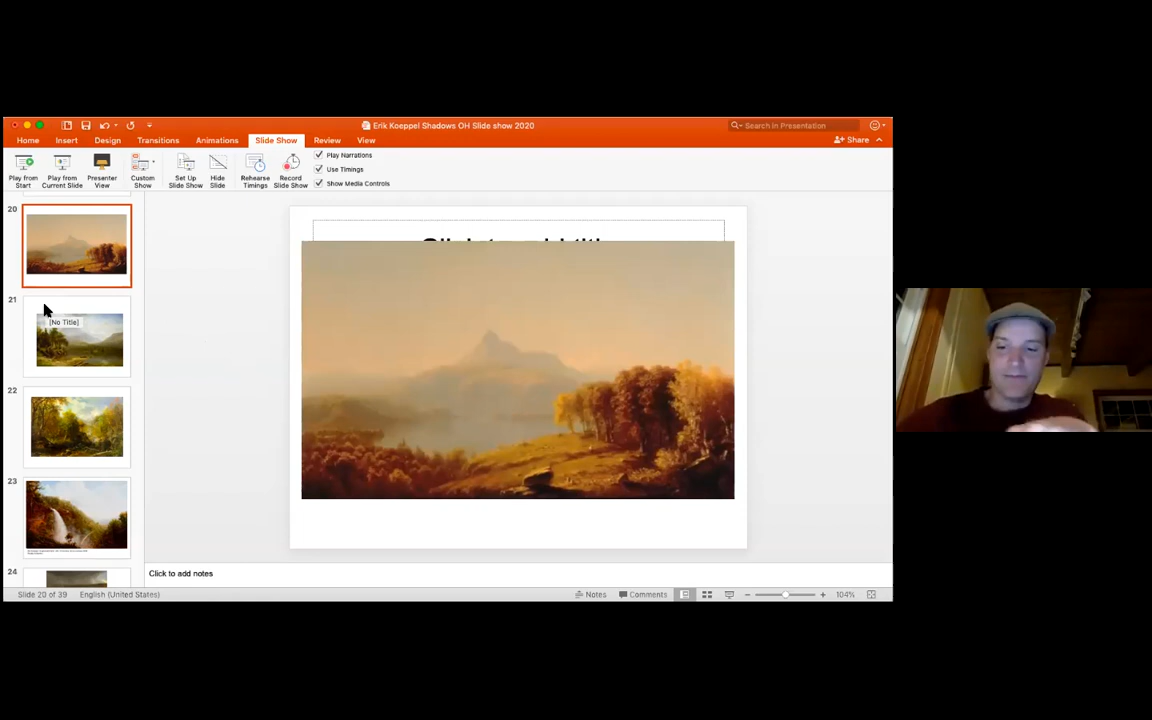 Erik Koeppel Shadows OH Slide show 2020
Search in Presentation
Home Insert Design Transitions Animations Slide Show Review View
Share
Play from Start
Play from Current Slide
Presenter View
Custom Show
Set Up Slide Show
Hide Slide
Rehearse Timings
Record Slide Show
Play Narrations
Use Timings
Show Media Controls
20
21
[No Title]
22
23
24
Click to add notes
Slide 20 of 39 English (United States)
Notes Comments 104%